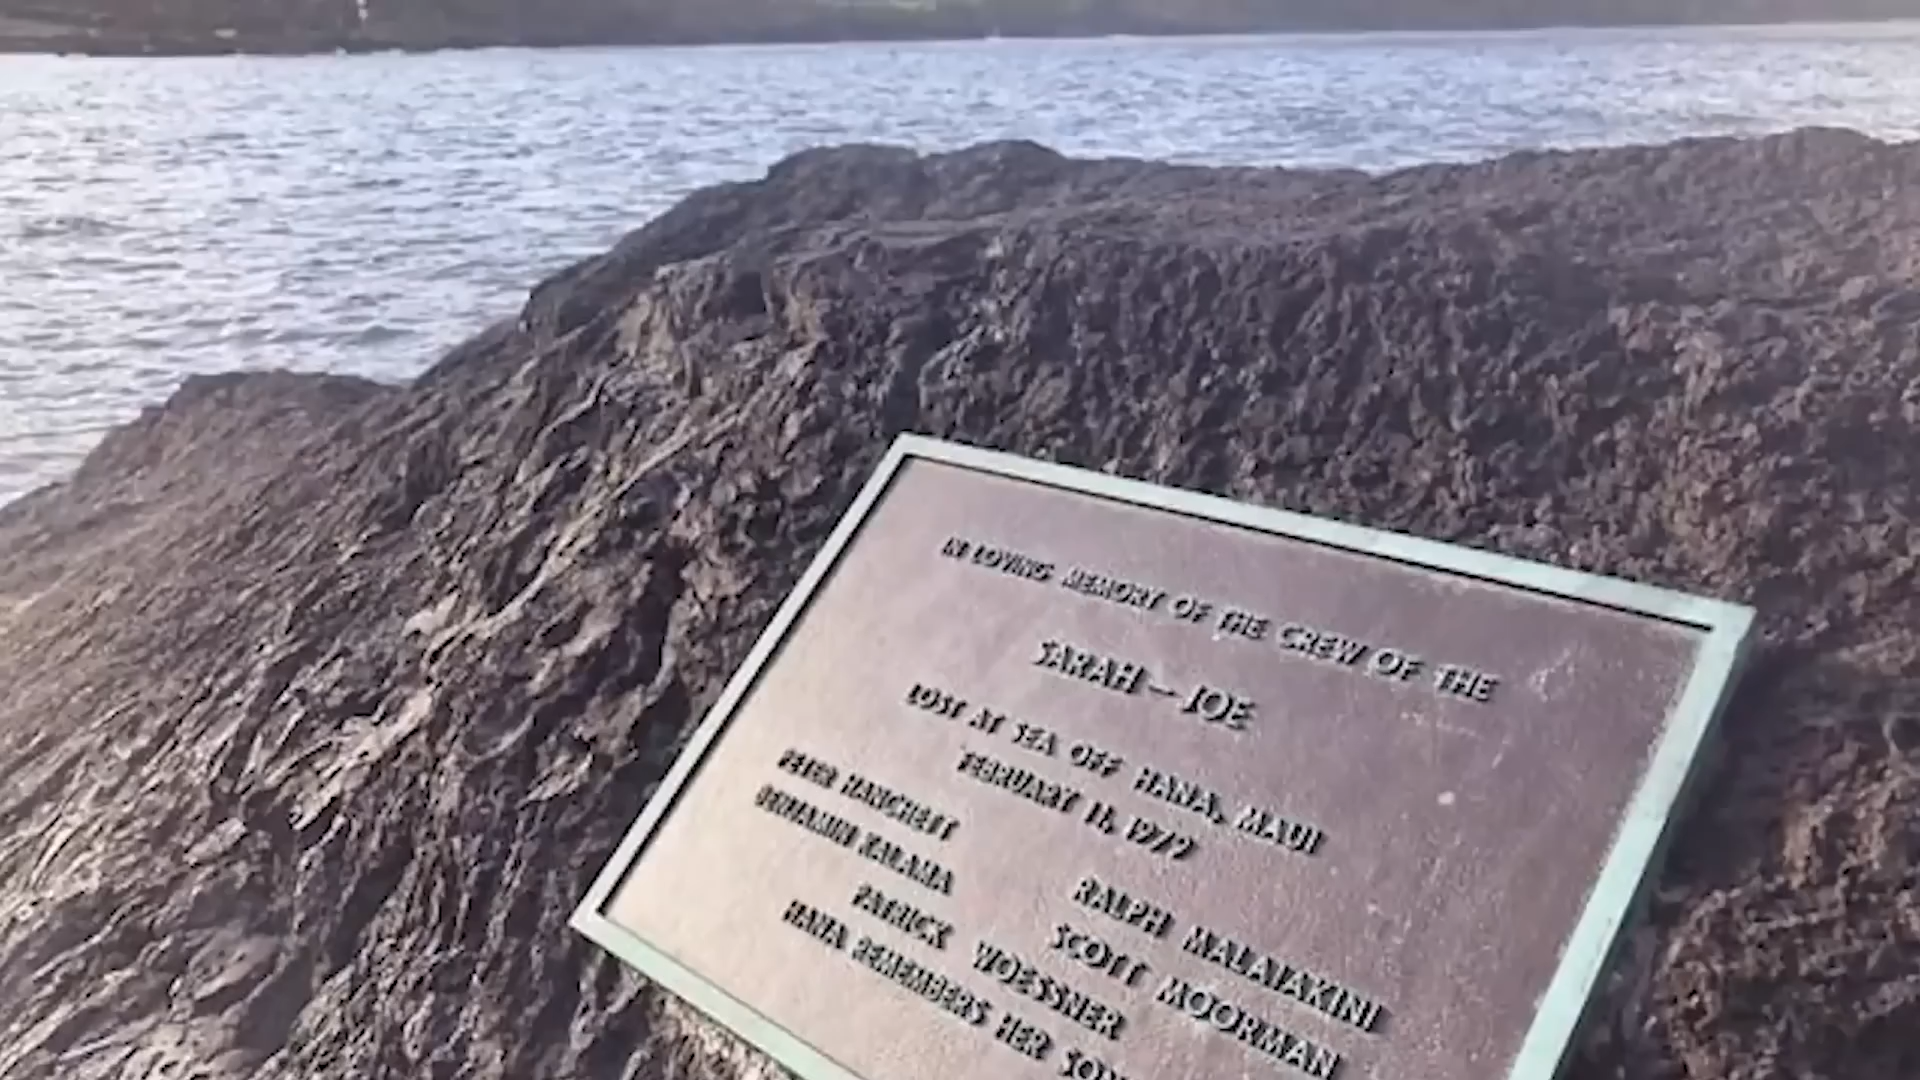 IN LOVING MEMORY OF THE CREW OF THE
SARAH – JOE
LOST AT SEA OFF HANA, MAUI
FEBRUARY 11, 1979
PETER HANCHETT RALPH MALAIAKINI
BENJAMIN KALAMA SCOTT MOORMAN
PATRICK WOESSNER
HANA REMEMBERS HER SON